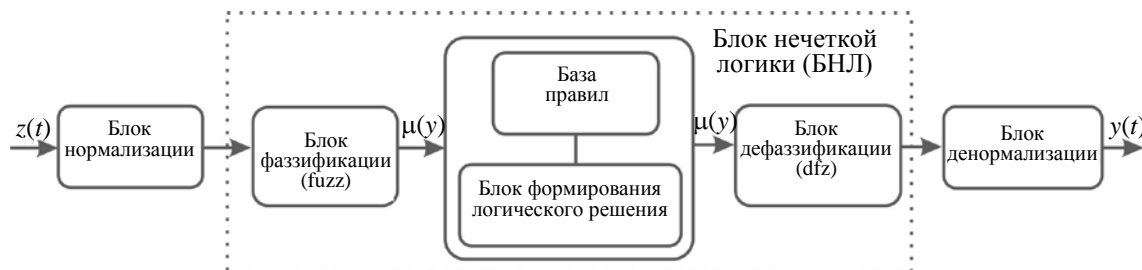 Блок нечеткой
логики (БНЛ)
z(t)
Блок
нормализации
Блок
фаззификации
(fuzz)
μ(y)
База
правил
Блок формирования
логического решения
μ(y)
Блок
дефаззификации
(dfz)
Блок
денормализации
y(t)